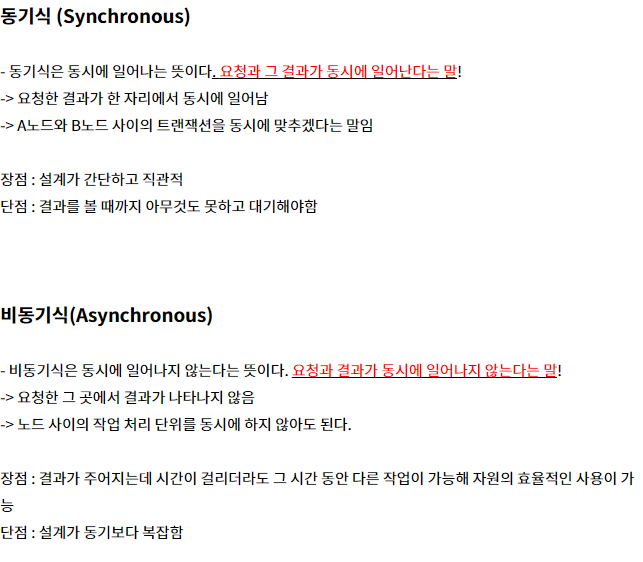 동기식 (Synchronous)
- 동기식은 동시에 일어나는 뜻이다. 요청과 그 결과가 동시에 일어난다는 말!
-> 요청한 결과가 한 자리에서 동시에 일어남
-> A노드와 B노드 사이의 트랜잭션을 동시에 맞추겠다는 말임
장점 : 설계가 간단하고 직관적
단점 : 결과를 볼 때까지 아무것도 못하고 대기해야함
비동기식(Asynchronous)
- 비동기식은 동시에 일어나지 않는다는 뜻이다. 요청과 결과가 동시에 일어나지 않는다는 말!
-> 요청한 그 곳에서 결과가 나타나지 않음
-> 노드 사이의 작업 처리 단위를 동시에 하지 않아도 된다.
장점 : 결과가 주어지는데 시간이 걸리더라도 그 시간 동안 다른 작업이 가능해 자원의 효율적인 사용이 가
능
단점 : 설계가 동기보다 복잡함